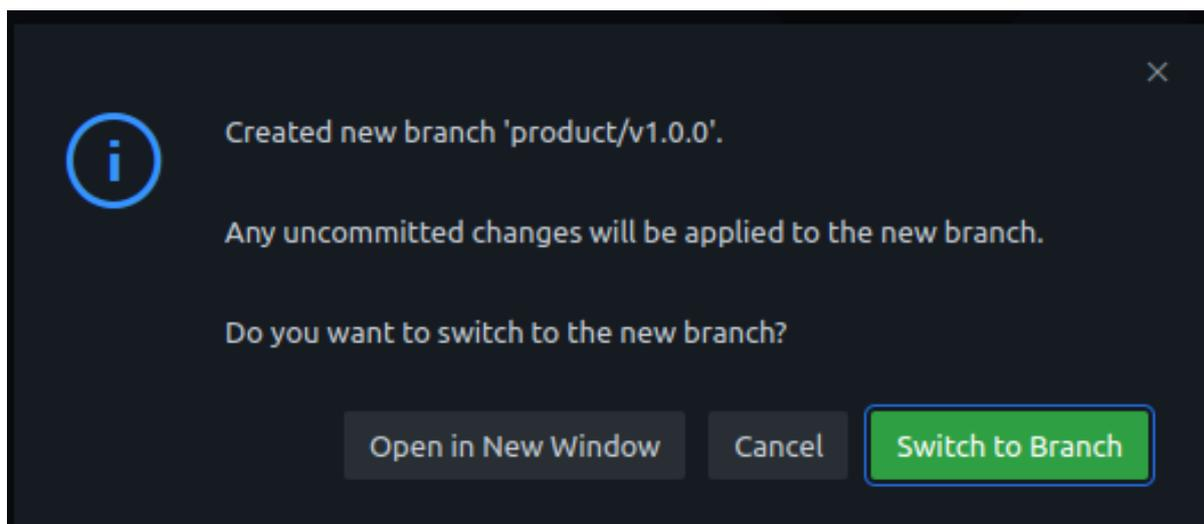 Created new branch 'product/v1.0.0'.
Any uncommitted changes will be applied to the new branch.
Do you want to switch to the new branch?
Open in New Window
Cancel
Switch to Branch